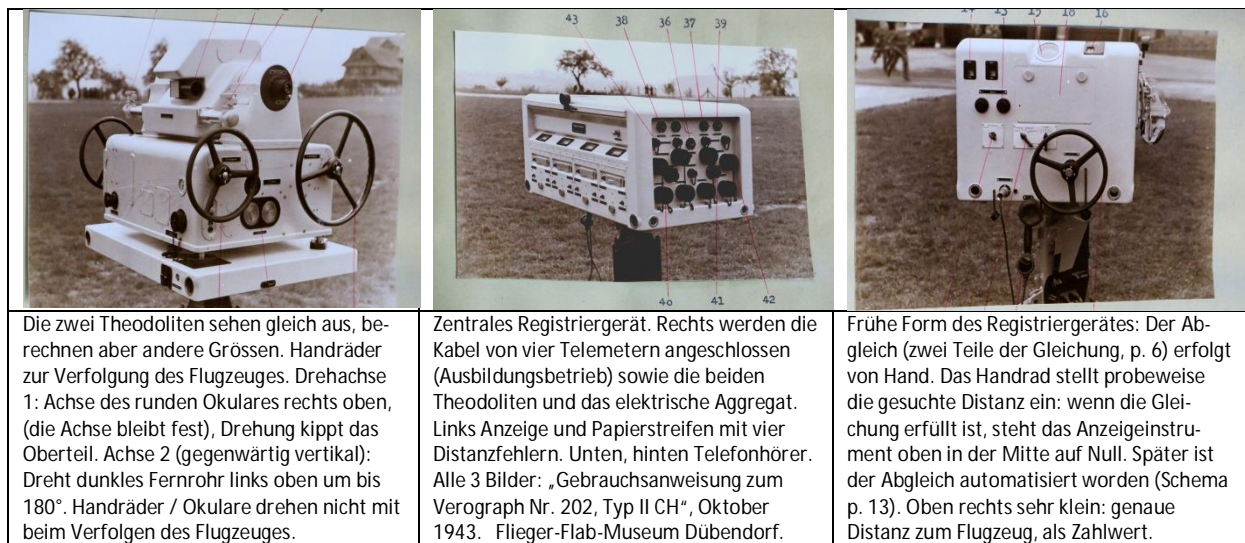 43 38 36 37 39
40 41 42
15 18 16
Die zwei Theodoliten sehen gleich aus, be-
rechnen aber andere Grössen. Handräder
zur Verfolgung des Flugzeuges. Drehachse
1: Achse des runden Okulares rechts oben,
(die Achse bleibt fest), Drehung kippt das
Oberteil. Achse 2 (gegenwärtig vertikal):
Dreht dunkles Fernrohr links oben um bis
180°. Handräder / Okulare drehen nicht mit
beim Verfolgen des Flugzeuges.
Zentrales Registriergerät. Rechts werden die
Kabel von vier Telemetern angeschlossen
(Ausbildungsbetrieb) sowie die beiden
Theodoliten und das elektrische Aggregat.
Links Anzeige und Papierstreifen mit vier
Distanzfehlern. Unten, hinten Telefonhörer.
Alle 3 Bilder: „Gebrauchsanweisung zum
Verograph Nr. 202, Typ II CH“, Oktober
1943. Flieger-Flab-Museum Dübendorf.
Frühe Form des Registriergerätes: Der Ab-
gleich (zwei Teile der Gleichung, p. 6) erfolgt
von Hand. Das Handrad stellt probeweise
die gesuchte Distanz ein: wenn die Glei-
chung erfüllt ist, steht das Anzeigeinstru-
ment oben in der Mitte auf Null. Später ist
der Abgleich automatisiert worden (Schema
p. 13). Oben rechts sehr klein: genaue
Distanz zum Flugzeug, als Zahlwert.